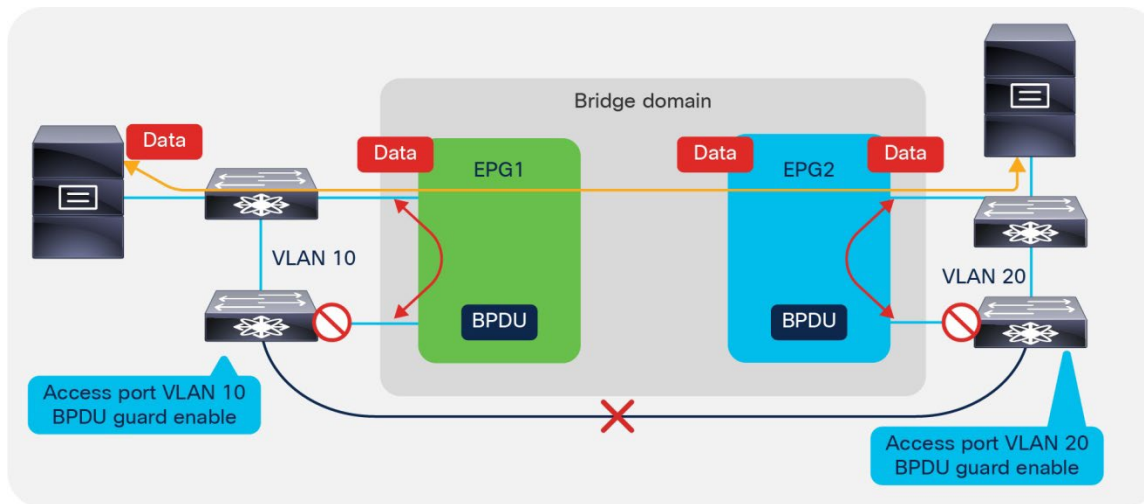 Bridge domain
Data
Data
EPG1
Data
EPG2
Data
VLAN 10
VLAN 20
BPDU
BPDU
Access port VLAN 10
BPDU guard enable
Access port VLAN 20
BPDU guard enable